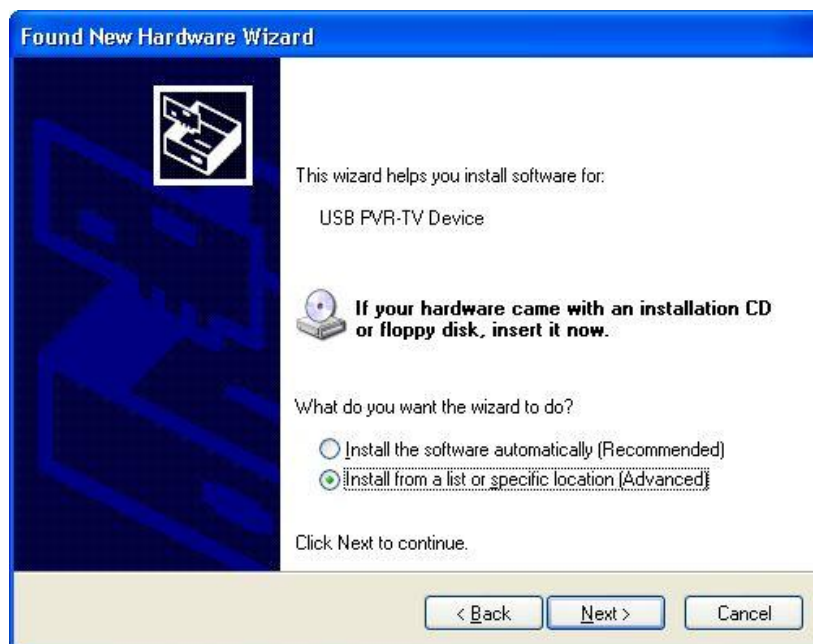 Found New Hardware Wizard
This wizard helps you install software for:
USB PVR-TV Device
If your hardware came with an installation CD
or floppy disk, insert it now.
What do you want the wizard to do?
Install the software automatically (Recommended)
Install from a list or specific location (Advanced)
Click Next to continue.
< Back Next > Cancel